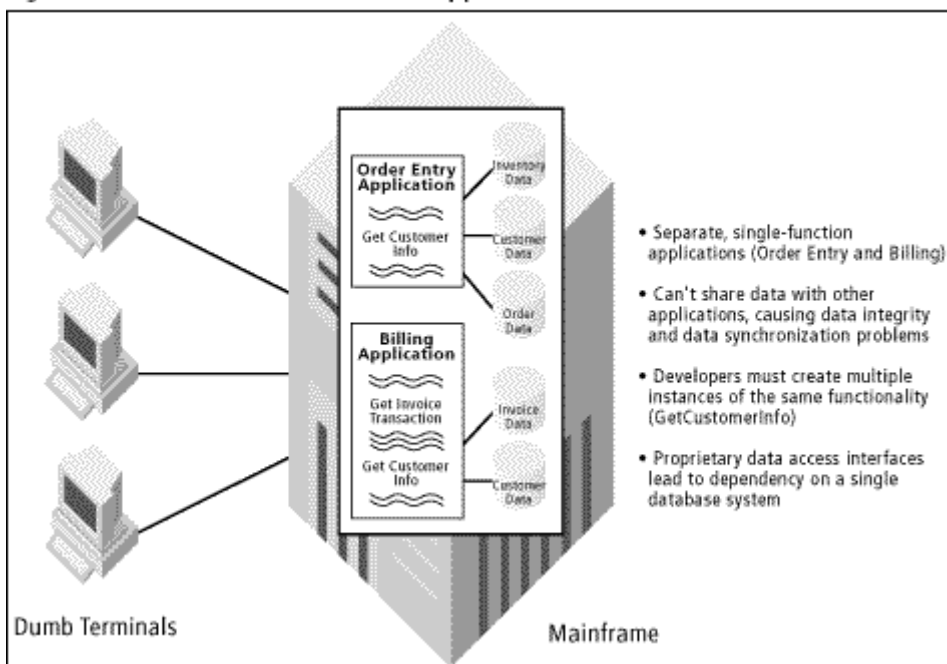 Order Entry
Application
Get Customer
Info
Inventory
Data
Customer
Data
Order
Data
Billing
Application
Get Invoice
Transaction
Get Customer
Info
Invoice
Data
Customer
Data
• Separate, single-function
applications (Order Entry and Billing)
• Can't share data with other
applications, causing data integrity
and data synchronization problems
• Developers must create multiple
instances of the same functionality
(GetCustomerInfo)
• Proprietary data access interfaces
lead to dependency on a single
database system
Dumb Terminals
Mainframe